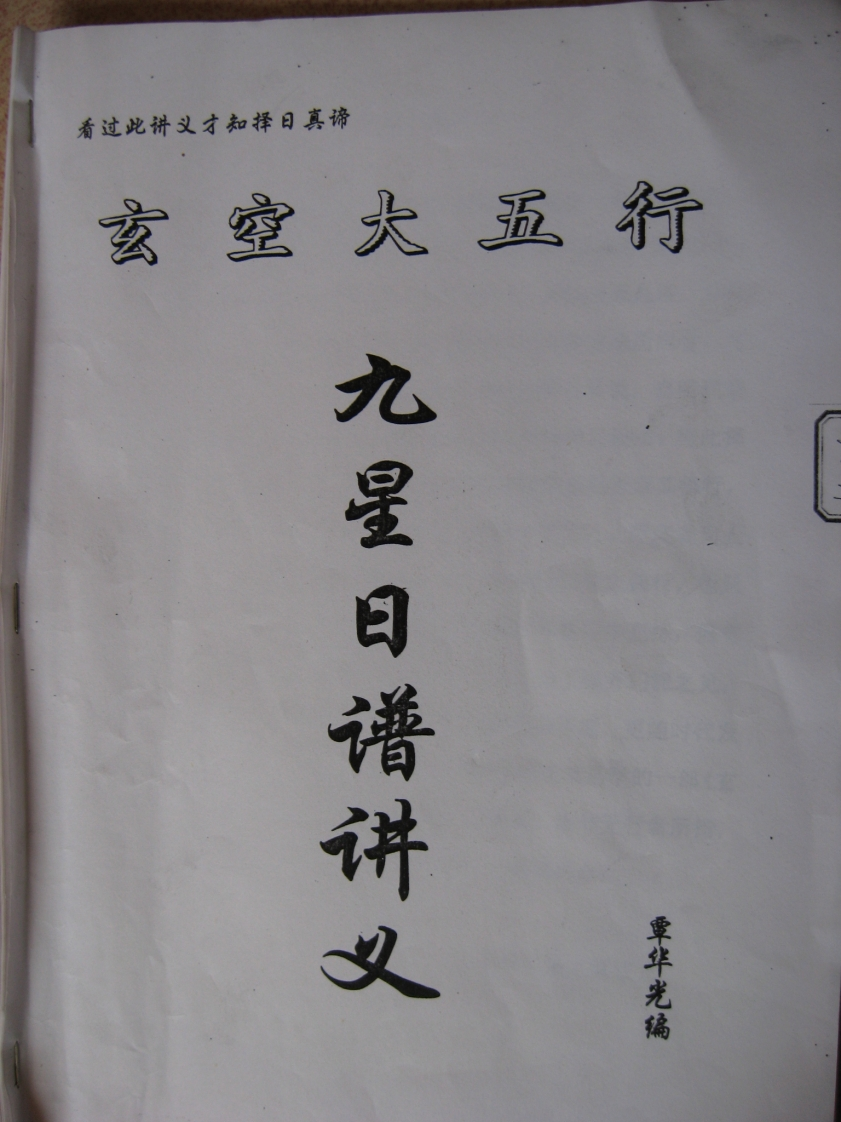 看过此讲义才知择日真谛
玄空大五行
九星日谱讲义
覃华光编